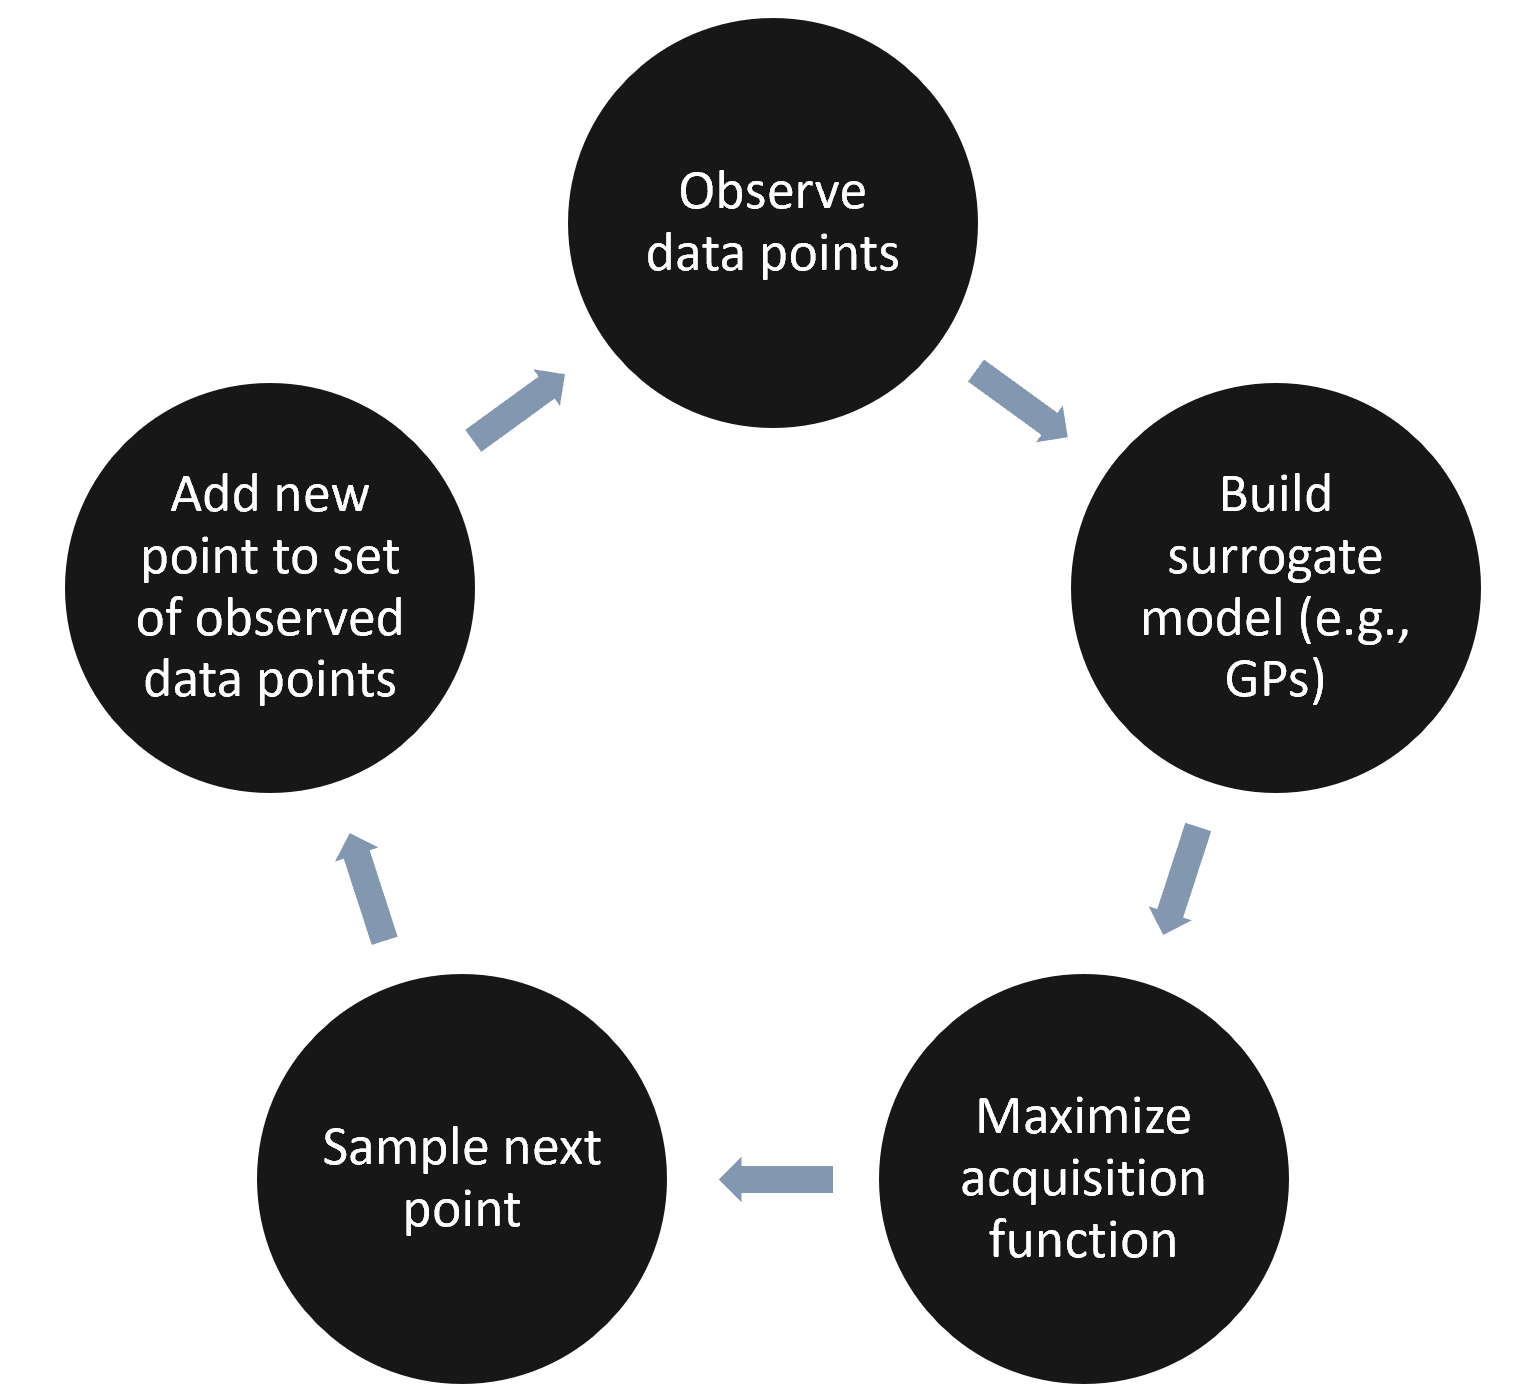 Observe
data points
Build
surrogate
model (e.g.,
GPs)
Maximize
acquisition
function
Sample next
point
Add new
point to set
of observed
data points